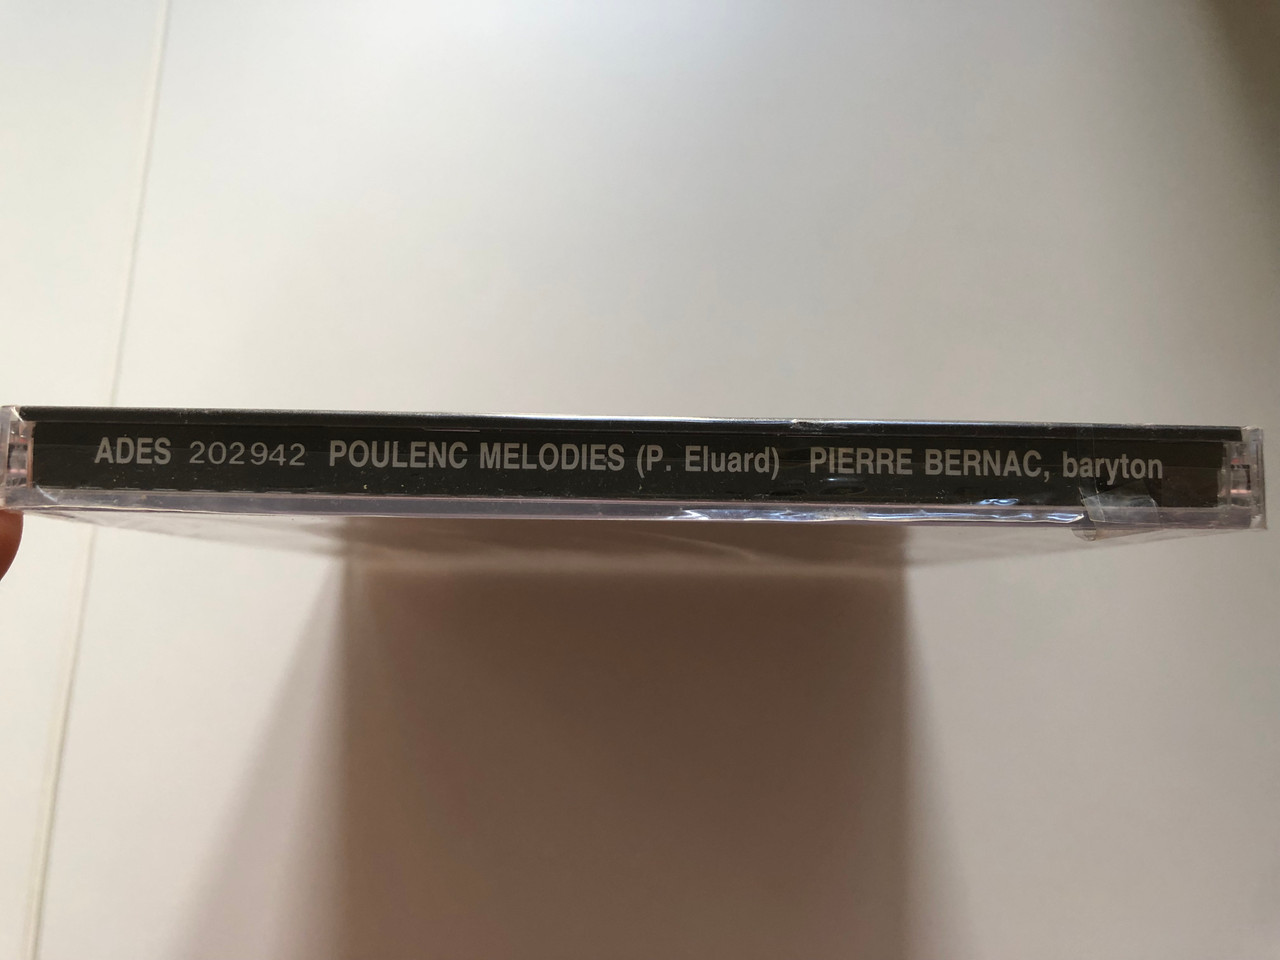 ADES 202942 POULENC MELODIES (P. Eluard) PIERRE BERNAC, baryton